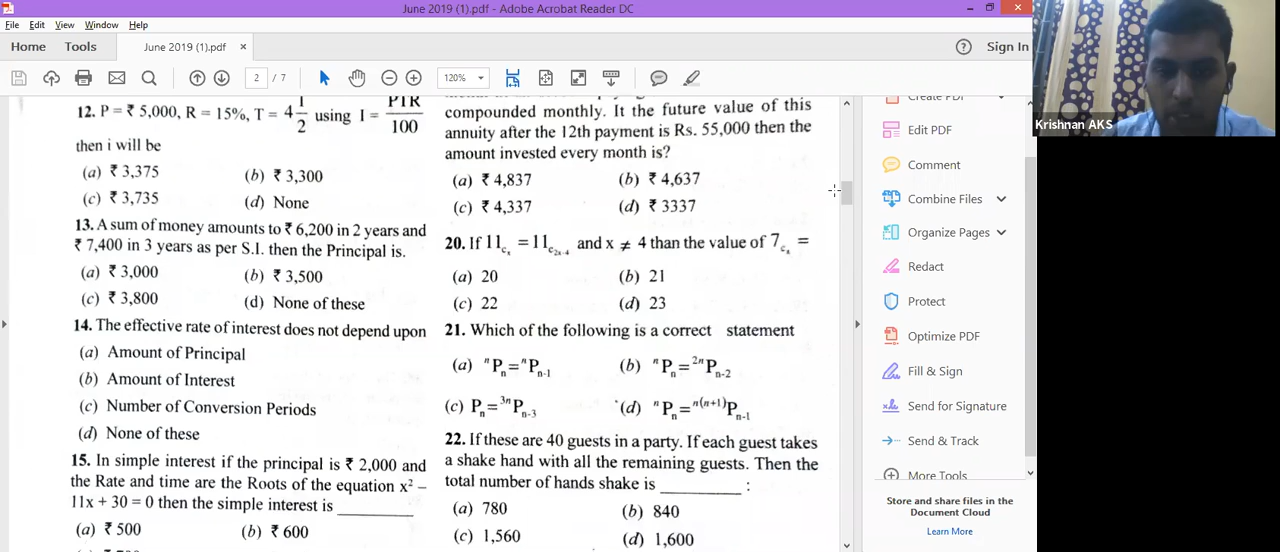 June 2019 (1).pdf - Adobe Acrobat Reader DC
File Edit View Window Help
Home Tools June 2019 (1).pdf × Sign In
2 / 7 120%
12. P = ₹ 5,000, R = 15%, T = 4 1/2 using I = PTR/100
then i will be
(a) ₹ 3,375 (b) ₹ 3,300
(c) ₹ 3,735 (d) None
13. A sum of money amounts to ₹ 6,200 in 2 years and
₹ 7,400 in 3 years as per S.I. then the Principal is.
(a) ₹ 3,000 (b) ₹ 3,500
(c) ₹ 3,800 (d) None of these
14. The effective rate of interest does not depend upon
(a) Amount of Principal
(b) Amount of Interest
(c) Number of Conversion Periods
(d) None of these
15. In simple interest if the principal is ₹ 2,000 and
the Rate and time are the Roots of the equation x² –
11x + 30 = 0 then the simple interest is ________
(a) ₹ 500 (b) ₹ 600
compounded monthly. It the future value of this
annuity after the 12th payment is Rs. 55,000 then the
amount invested every month is?
(a) ₹ 4,837 (b) ₹ 4,637
(c) ₹ 4,337 (d) ₹ 3337
20. If 11cₓ = 11c₂ₓ₋₄ and x ≠ 4 than the value of 7cₓ =
(a) 20 (b) 21
(c) 22 (d) 23
21. Which of the following is a correct statement
(a) ⁿPₙ = ⁿPₙ₋₁ (b) ⁿPₙ = ²ⁿPₙ₋₂
(c) Pₙ = ³ⁿPₙ₋₃ (d) ⁿPₙ = ⁿ⁽ⁿ⁺¹⁾Pₙ₋₁
22. If these are 40 guests in a party. If each guest takes
a shake hand with all the remaining guests. Then the
total number of hands shake is ________ :
(a) 780 (b) 840
(c) 1,560 (d) 1,600
Create PDF
Edit PDF
Comment
Combine Files
Organize Pages
Redact
Protect
Optimize PDF
Fill & Sign
Send for Signature
Send & Track
More Tools
Store and share files in the
Document Cloud
Learn More
Krishnan AKS